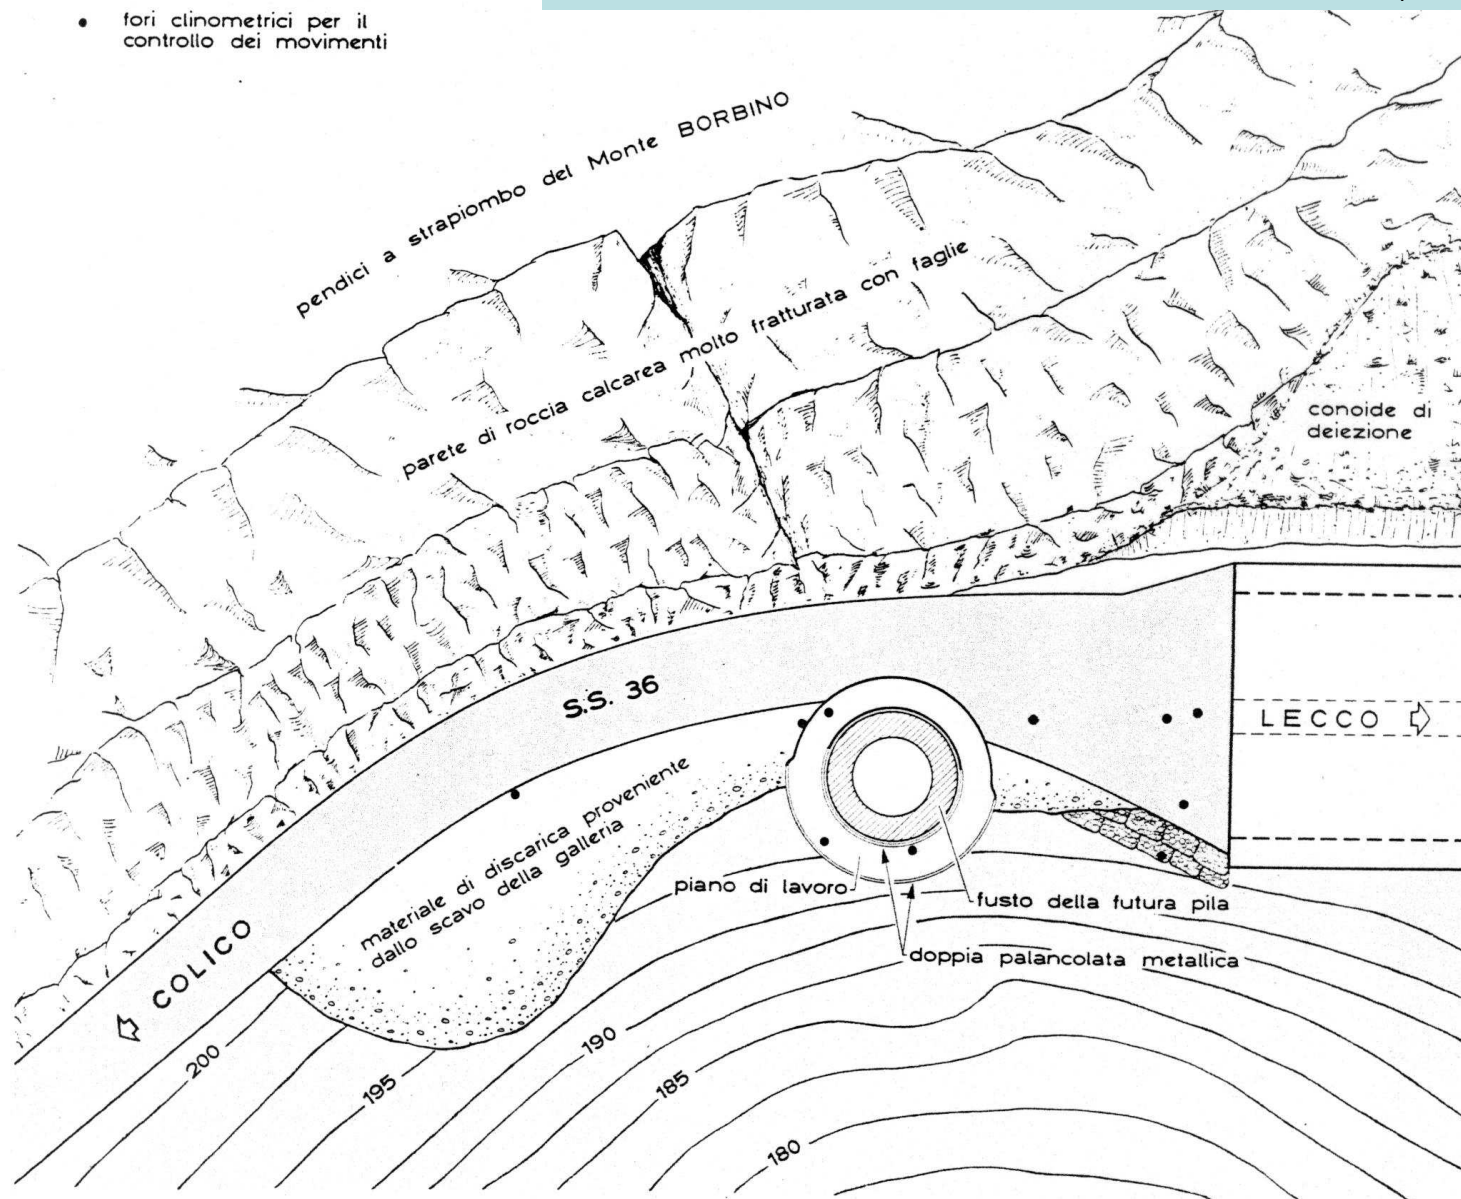 fori clinometrici per il
controllo dei movimenti
pendici a strapiombo del Monte BORBINO
parete di roccia calcarea molto fratturata con faglie
conoide di
deiezione
S.S. 36
LECCO
materiale di discarica proveniente
dallo scavo della galleria
piano di lavoro
fusto della futura pila
doppia palancolata metallica
COLICO
200
195
190
185
180